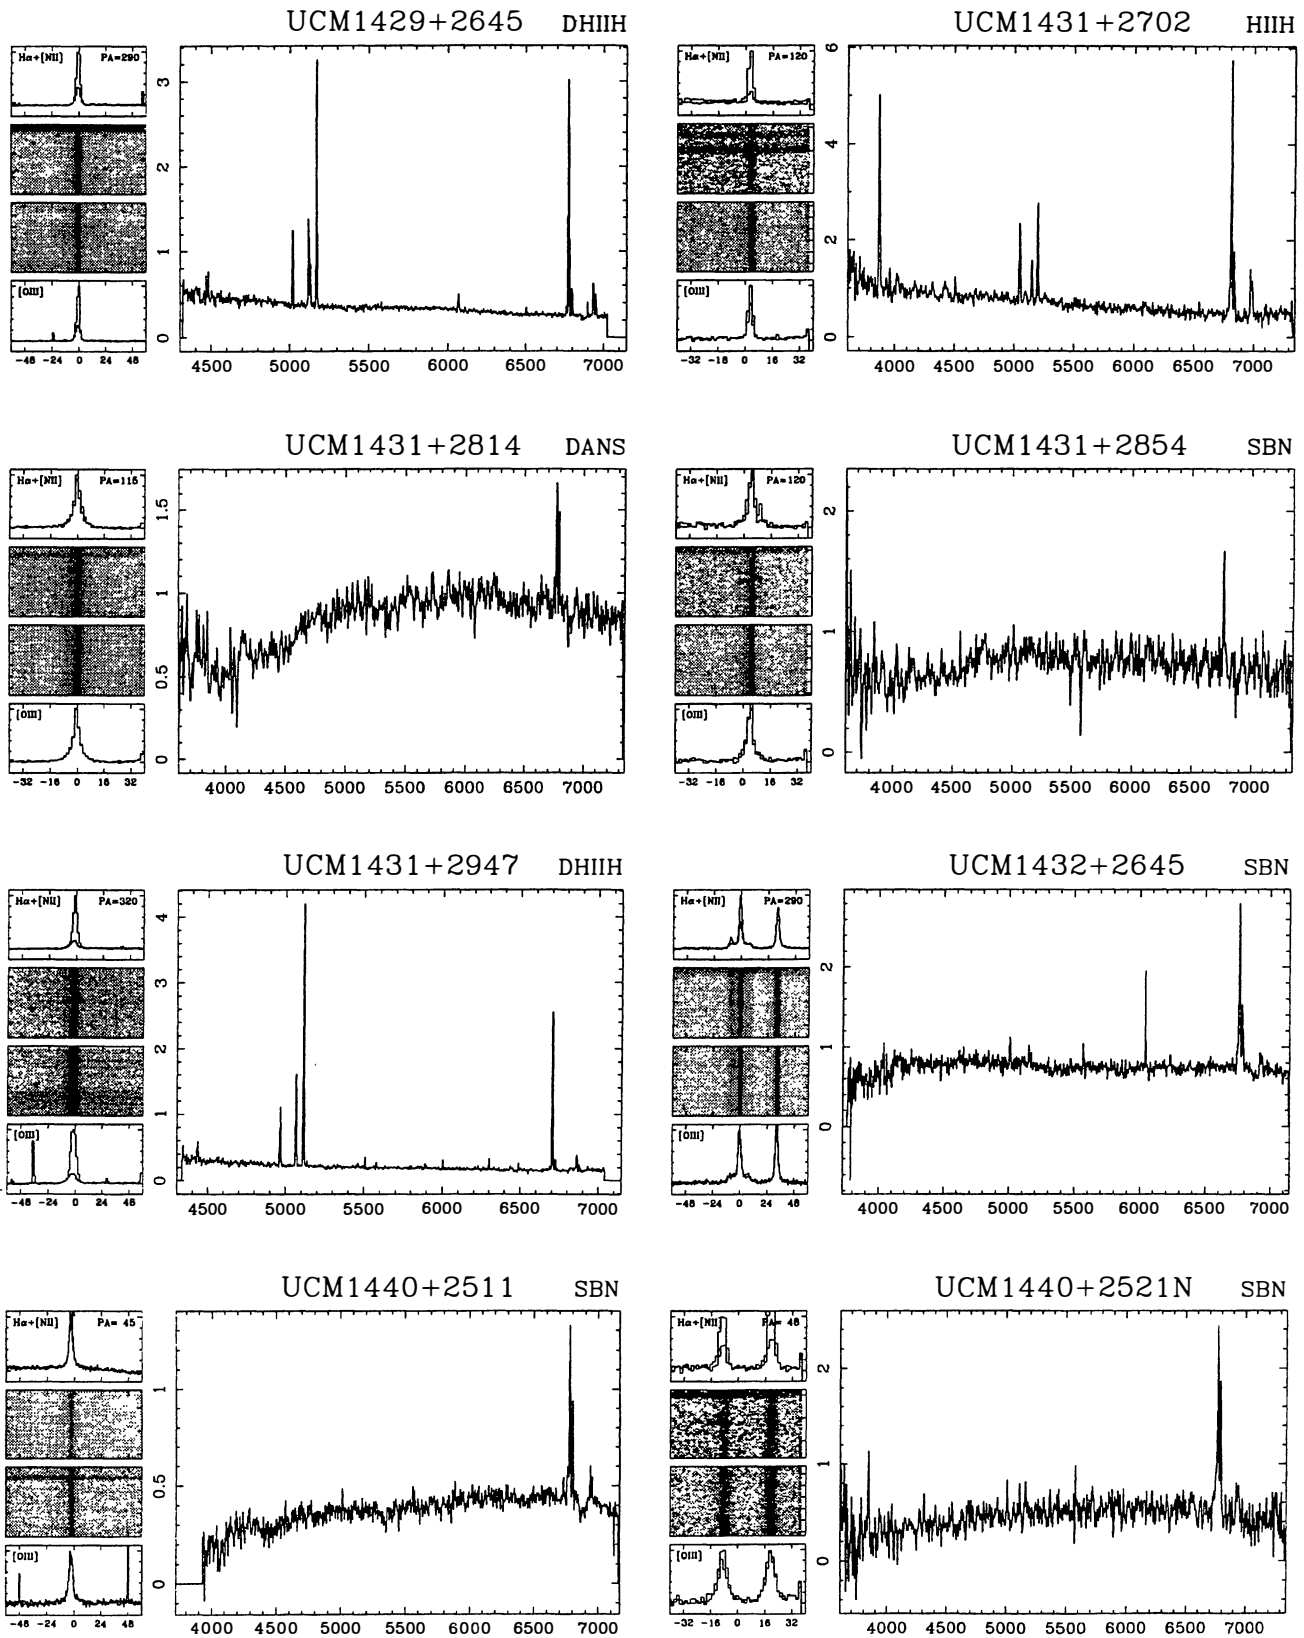 UCM1429+2645 DHIIH
Hα+[NII] PA=290
[OIII]
-48 -24 0 24 48
3
2
1
0
4500 5000 5500 6000 6500 7000
UCM1431+2702 HIIH
Hα+[NII] PA=120
[OIII]
-32 -16 0 16 32
6
4
2
0
4000 4500 5000 5500 6000 6500 7000
UCM1431+2814 DANS
Hα+[NII] PA=115
[OIII]
-32 -16 0 16 32
1.5
1
0.5
0
4000 4500 5000 5500 6000 6500 7000
UCM1431+2854 SBN
Hα+[NII] PA=120
[OIII]
-32 -16 0 16 32
2
1
0
4000 4500 5000 5500 6000 6500 7000
UCM1431+2947 DHIIH
Hα+[NII] PA=320
[OIII]
-48 -24 0 24 48
4
3
2
1
0
4500 5000 5500 6000 6500 7000
UCM1432+2645 SBN
Hα+[NII] PA=290
[OIII]
-48 -24 0 24 48
2
1
0
4000 4500 5000 5500 6000 6500 7000
UCM1440+2511 SBN
Hα+[NII] PA= 45
[OIII]
-48 -24 0 24 48
1
0.5
0
4000 4500 5000 5500 6000 6500 7000
UCM1440+2521N SBN
Hα+[NII] PA= 48
[OIII]
-32 -16 0 16 32
2
1
0
4000 4500 5000 5500 6000 6500 7000